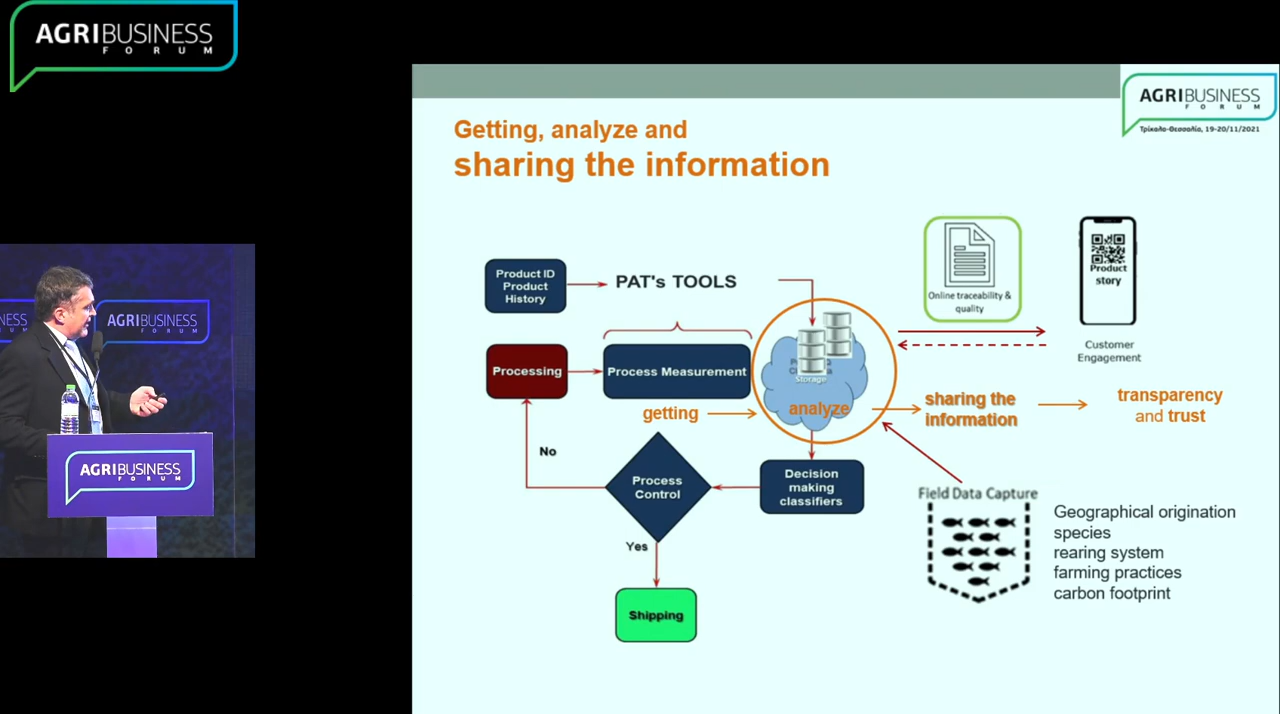 AGRIBUSINESS
FORUM
AGRIBUSINESS
FORUM
Τρίκαλα-Θεσσαλία, 19-20/11/2021
Getting, analyze and
sharing the information
Product ID
Product
History
PAT's TOOLS
Online traceability &
quality
Product
story
Customer
Engagement
Processing
Process Measurement
Storage
getting
analyze
sharing the
information
transparency
and trust
No
Process
Control
Decision
making
classifiers
Yes
Shipping
Field Data Capture
Geographical origination
species
rearing system
farming practices
carbon footprint
NESS
AGRIBUSINESS
FORUM
AGRIBUSINESS
FORUM